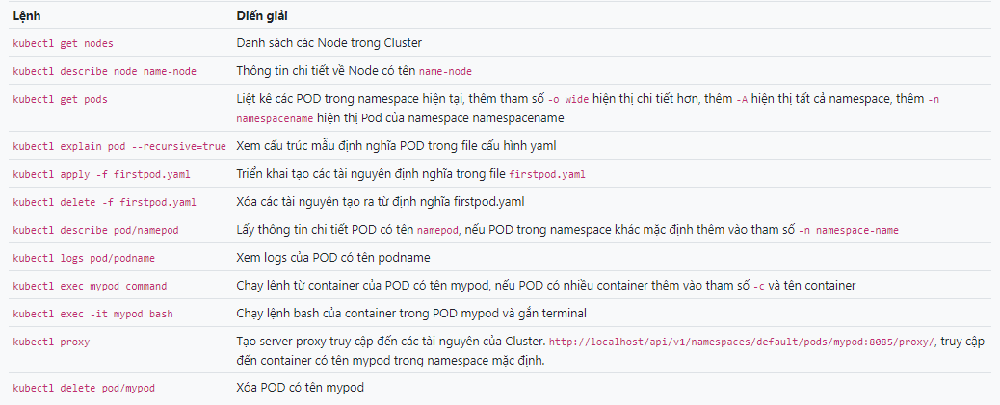 Lệnh Diễn giải
kubectl get nodes Danh sách các Node trong Cluster
kubectl describe node name-node Thông tin chi tiết về Node có tên name-node
kubectl get pods Liệt kê các POD trong namespace hiện tại, thêm tham số -o wide hiện thị chi tiết hơn, thêm -A hiện thị tất cả namespace, thêm -n
namespacename hiện thị Pod của namespace namespacename
kubectl explain pod --recursive=true Xem cấu trúc mẫu định nghĩa POD trong file cấu hình yaml
kubectl apply -f firstpod.yaml Triển khai tạo các tài nguyên định nghĩa trong file firstpod.yaml
kubectl delete -f firstpod.yaml Xóa các tài nguyên tạo ra từ định nghĩa firstpod.yaml
kubectl describe pod/namepod Lấy thông tin chi tiết POD có tên namepod, nếu POD trong namespace khác mặc định thêm vào tham số -n namespace-name
kubectl logs pod/podname Xem logs của POD có tên podname
kubectl exec mypod command Chạy lệnh từ container của POD có tên mypod, nếu POD có nhiều container thêm vào tham số -c và tên container
kubectl exec -it mypod bash Chạy lệnh bash của container trong POD mypod và gắn terminal
kubectl proxy Tạo server proxy truy cập đến các tài nguyên của Cluster. http://localhost/api/v1/namespaces/default/pods/mypod:8085/proxy/, truy cập
đến container có tên mypod trong namespace mặc định.
kubectl delete pod/mypod Xóa POD có tên mypod